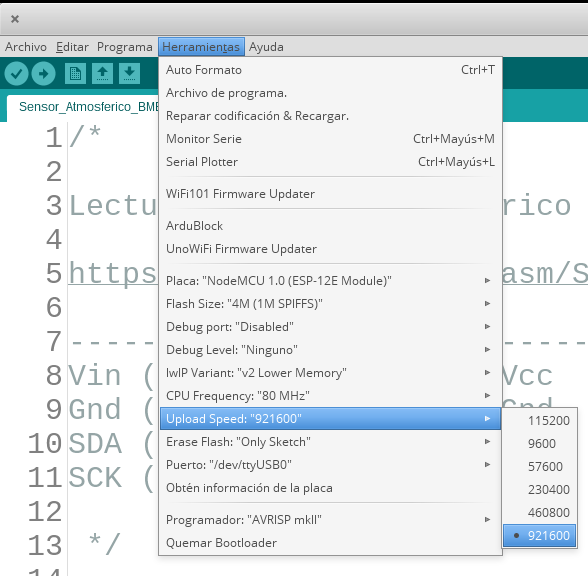 Archivo Editar Programa Herramientas Ayuda
Sensor_Atmosferico_BME
Auto Formato Ctrl+T
Archivo de programa.
Reparar codificación & Recargar.
Monitor Serie Ctrl+Mayús+M
Serial Plotter Ctrl+Mayús+L
WiFi101 Firmware Updater
ArduBlock
UnoWiFi Firmware Updater
Placa: "NodeMCU 1.0 (ESP-12E Module)"
Flash Size: "4M (1M SPIFFS)"
Debug port: "Disabled"
Debug Level: "Ninguno"
lwIP Variant: "v2 Lower Memory"
CPU Frequency: "80 MHz"
Upload Speed: "921600"
Erase Flash: "Only Sketch"
Puerto: "/dev/ttyUSB0"
Obtén información de la placa
Programador: "AVRISP mkII"
Quemar Bootloader
115200
9600
57600
230400
460800
921600
1 /*
2
3 Lectu rico
4
5 https asm/S
6
7 ----- -----
8 Vin ( Vcc
9 Gnd ( Gnd
10 SDA (
11 SCK (
12
13 */